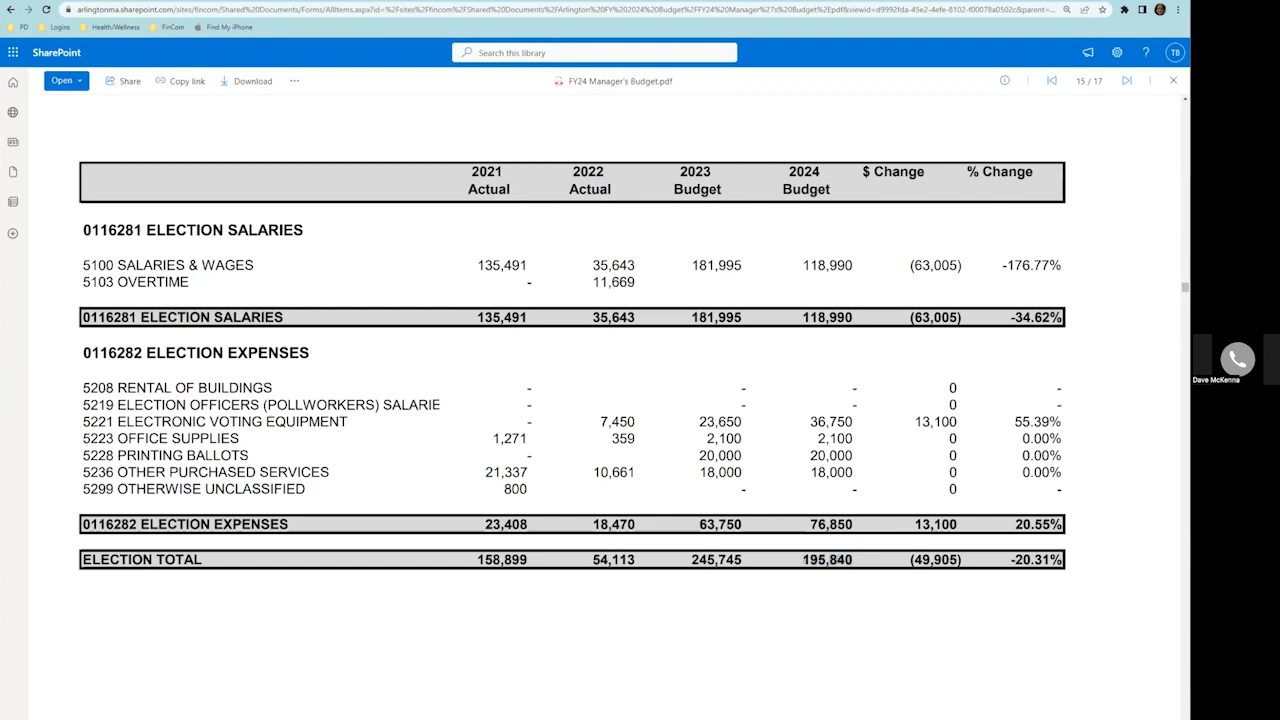 arlingtonma.sharepoint.com/sites/fincom/Shared%20Documents/Forms/AllItems.aspx?id=%2Fsites%2Ffincom%2FShared%20Documents%2FArlington%20FY%202024%20Budget%2FFY24%20Manager%27s%20Budget%2Epdf&viewid=d9992fda-45e2-4efe-8102-f00078a0502c&parent=...
PD Logins Health/Wellness FinCom Find My iPhone
SharePoint Search this library ? TB
Open Share Copy link Download ... FY24 Manager's Budget.pdf 15 / 17
2021 2022 2023 2024 $ Change % Change
Actual Actual Budget Budget
0116281 ELECTION SALARIES
5100 SALARIES & WAGES 135,491 35,643 181,995 118,990 (63,005) -176.77%
5103 OVERTIME - 11,669
0116281 ELECTION SALARIES 135,491 35,643 181,995 118,990 (63,005) -34.62%
0116282 ELECTION EXPENSES
5208 RENTAL OF BUILDINGS - - - 0 -
5219 ELECTION OFFICERS (POLLWORKERS) SALARIE - - - 0 -
5221 ELECTRONIC VOTING EQUIPMENT - 7,450 23,650 36,750 13,100 55.39%
5223 OFFICE SUPPLIES 1,271 359 2,100 2,100 0 0.00%
5228 PRINTING BALLOTS - 20,000 20,000 0 0.00%
5236 OTHER PURCHASED SERVICES 21,337 10,661 18,000 18,000 0 0.00%
5299 OTHERWISE UNCLASSIFIED 800 - - 0 -
0116282 ELECTION EXPENSES 23,408 18,470 63,750 76,850 13,100 20.55%
ELECTION TOTAL 158,899 54,113 245,745 195,840 (49,905) -20.31%
Dave McKenna